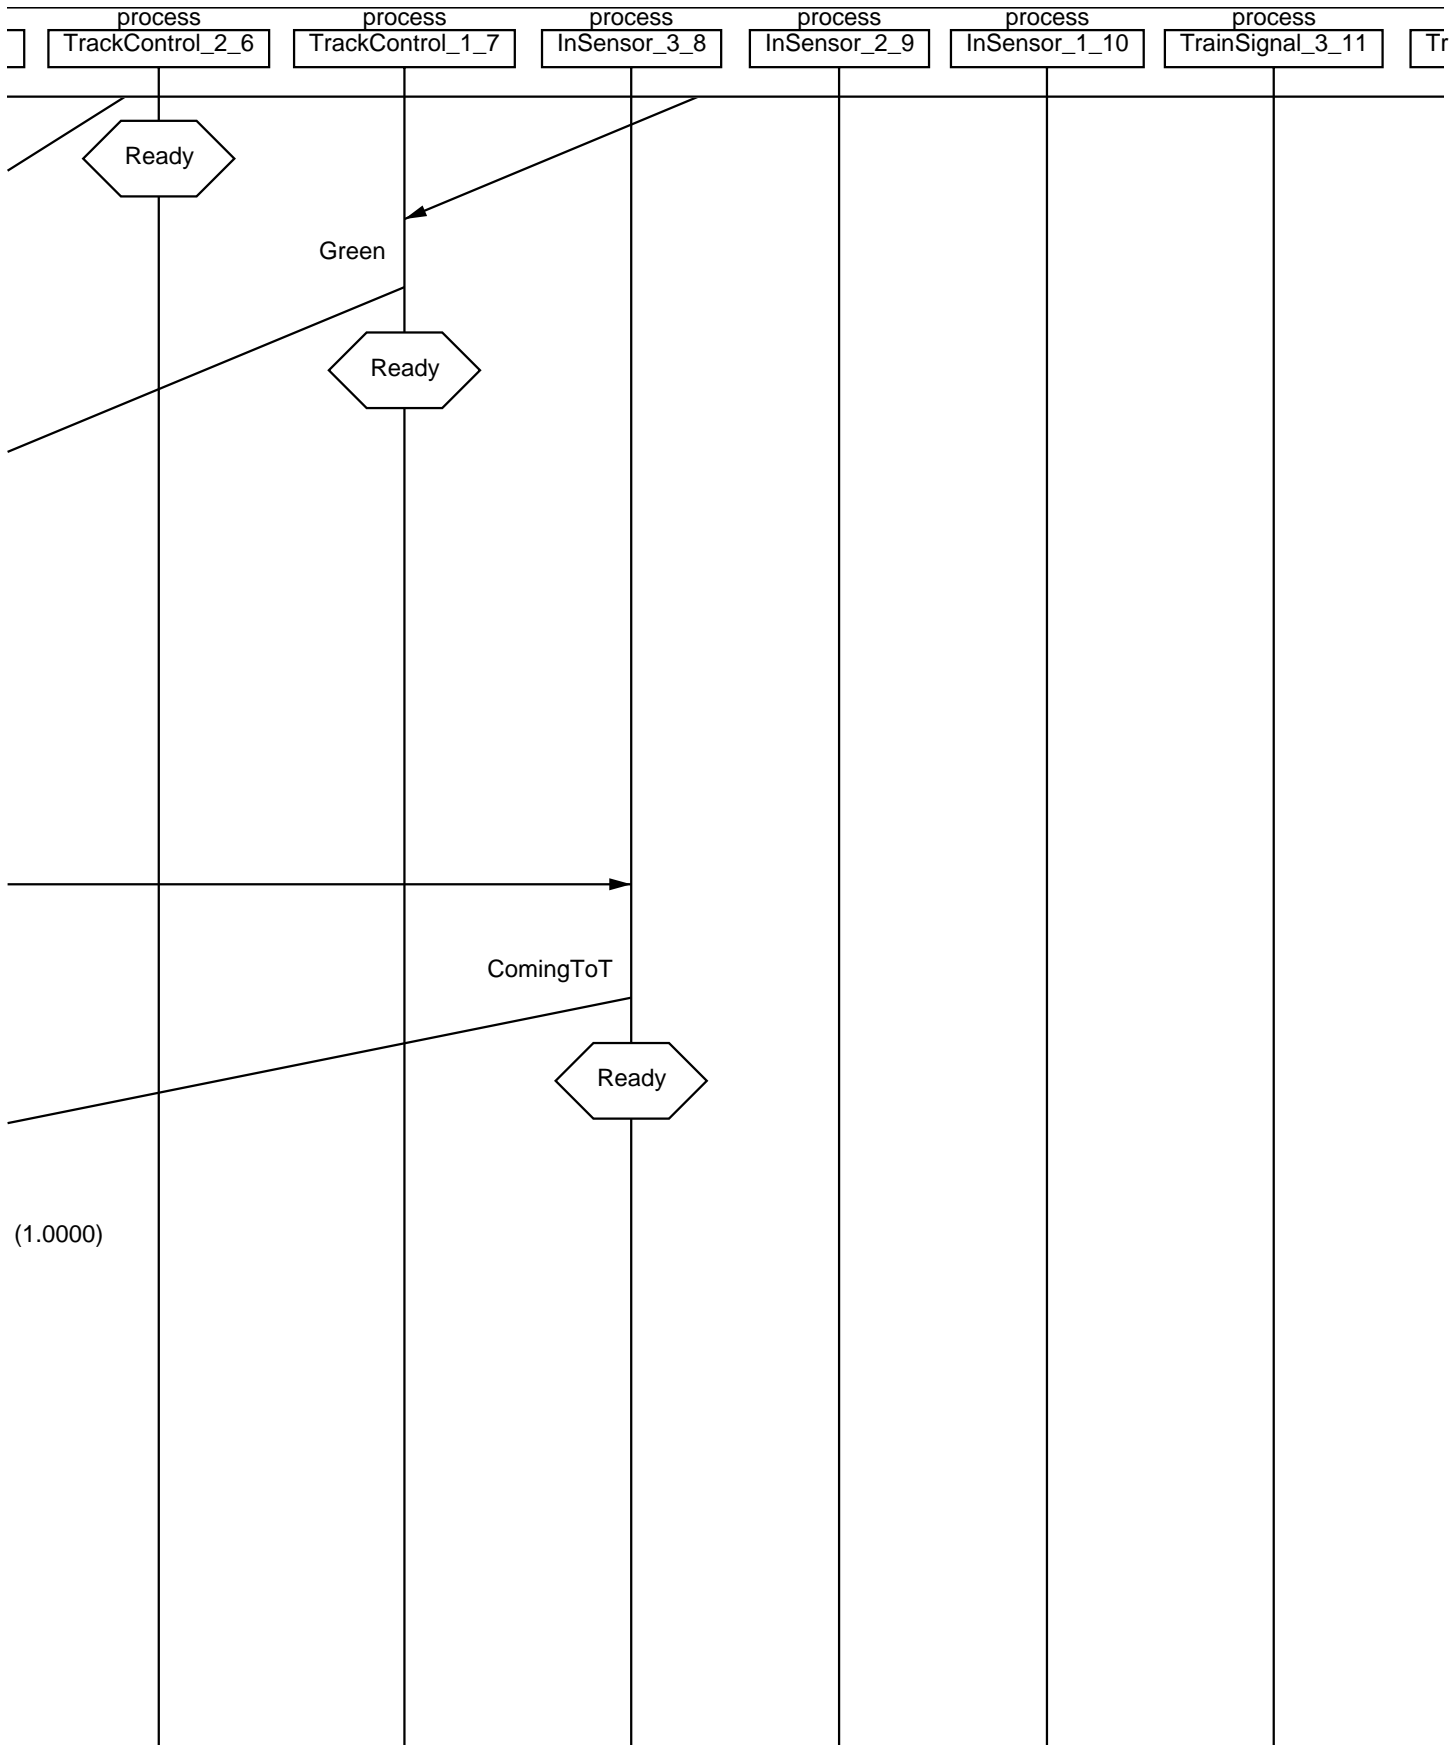 process process process process process process
TrackControl_2_6 TrackControl_1_7 InSensor_3_8 InSensor_2_9 InSensor_1_10 TrainSignal_3_11 Tr
Ready
Green
Ready
ComingToT
Ready
(1.0000)